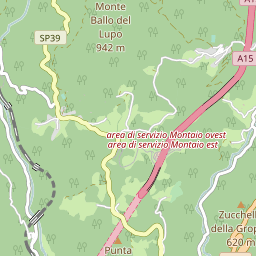 Monte
Ballo del
Lupo
942 m
SP39
A15
area di servizio Montaio ovest
area di servizio Montaio est
Zucchell
della Grop
620 m
Punta